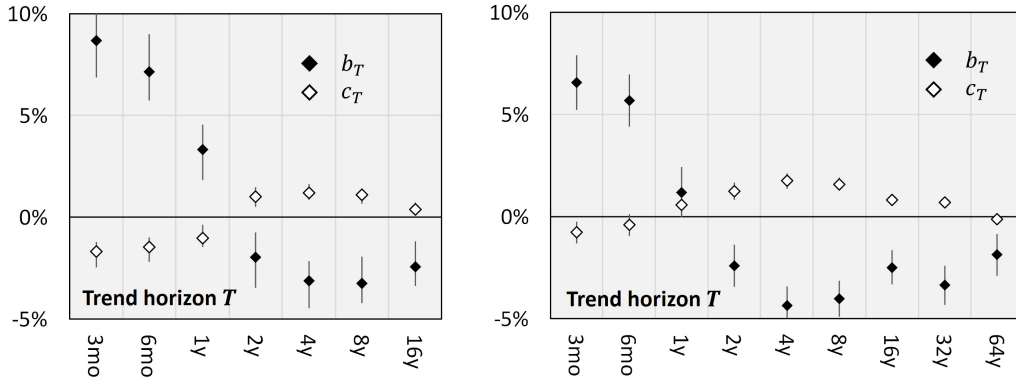 10%
5%
0%
-5%
b_T
c_T
Trend horizon T
3mo
6mo
1y
2y
4y
8y
16y
10%
5%
0%
-5%
b_T
c_T
Trend horizon T
3mo
6mo
1y
2y
4y
8y
16y
32y
64y